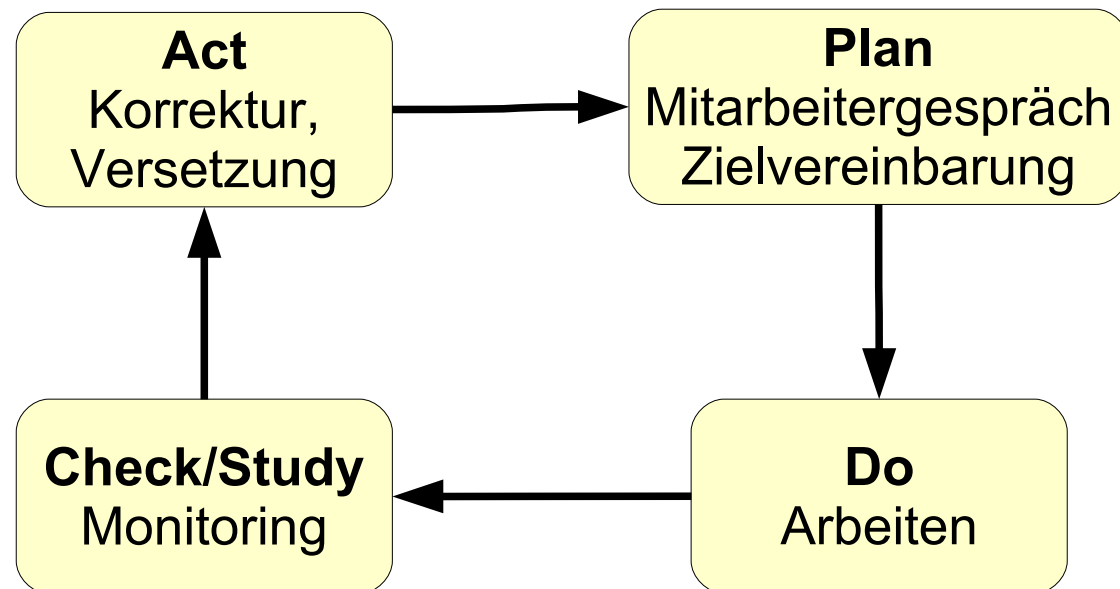 Act
Korrektur,
Versetzung
Plan
Mitarbeitergespräch
Zielvereinbarung
Check/Study
Monitoring
Do
Arbeiten